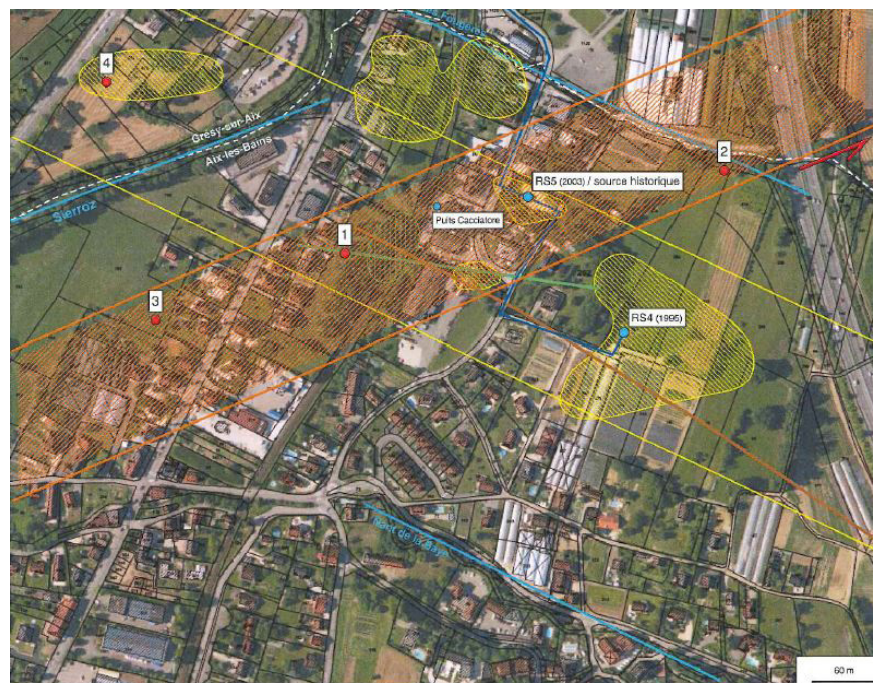 4
Grésy-sur-Aix
Aix-les-Bains
Sierroz
2
RS5 (2003) / source historique
Puits Cacciatore
1
3
RS4 (1995)
60 m